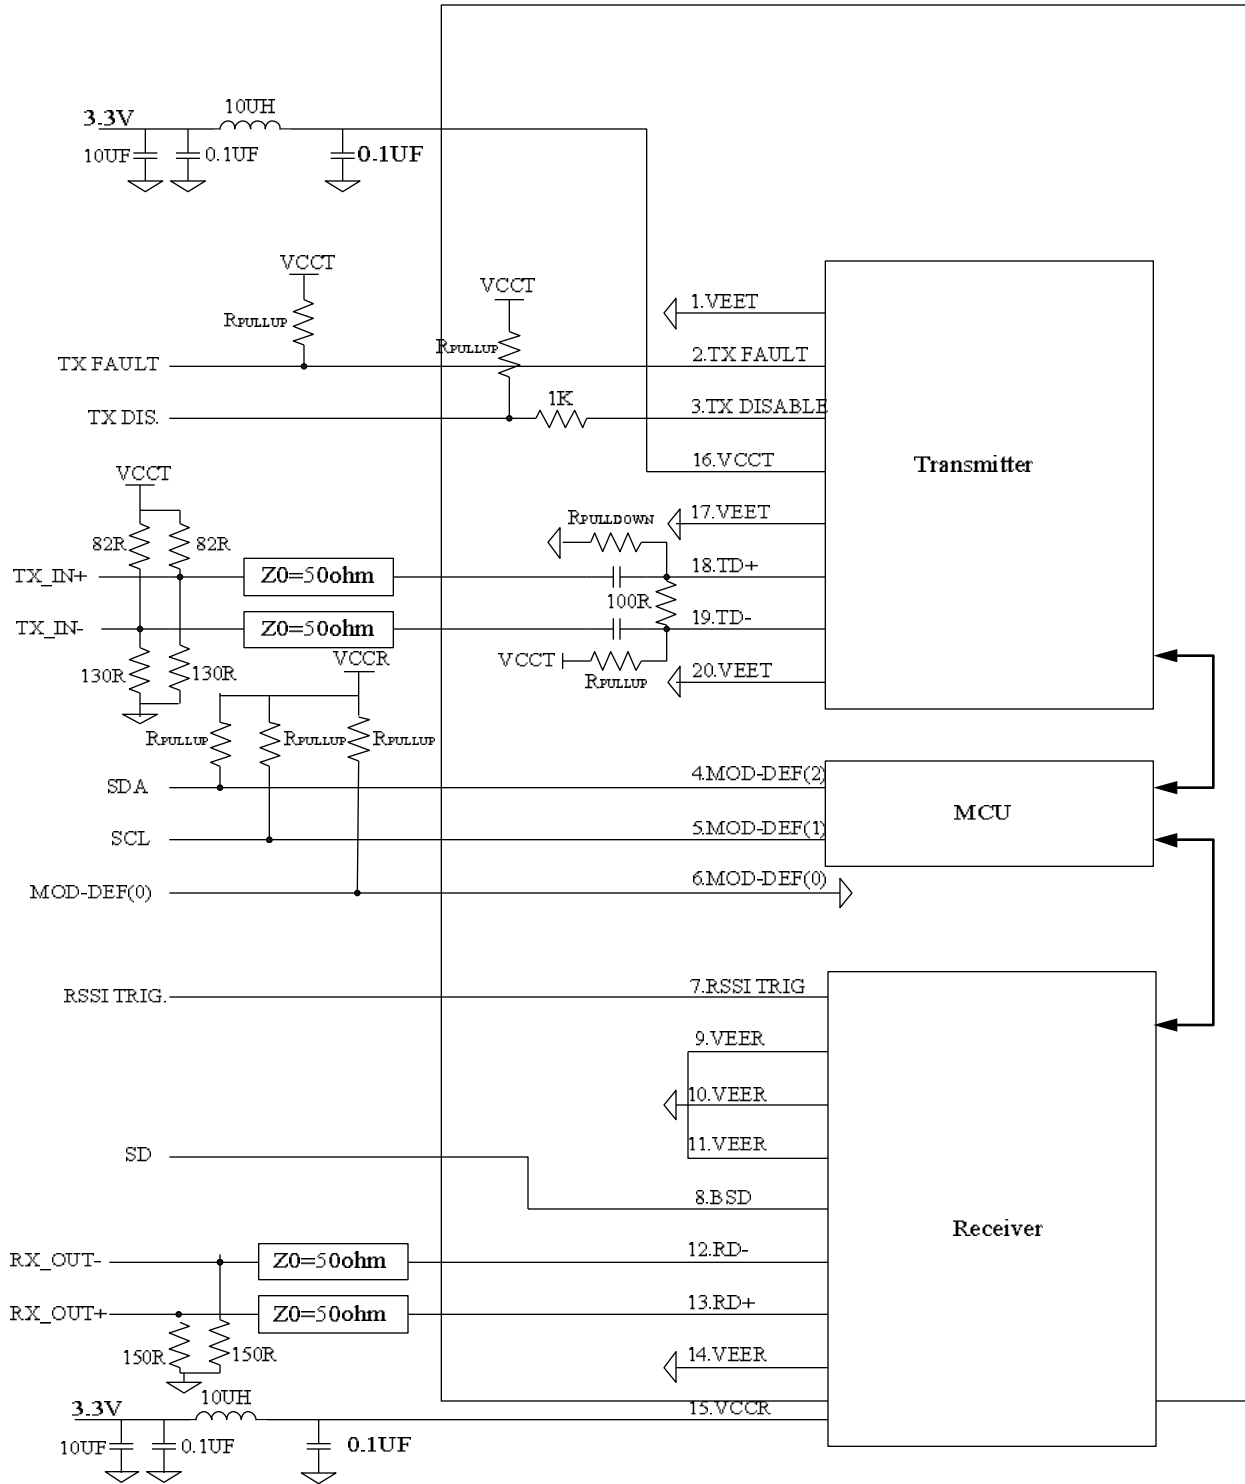 10UH
3.3V
10UF
0.1UF
0.1UF
VCCT
VCCT
RPULLUP
1.VEET
RPULLUP
TX FAULT
2.TX FAULT
1K
TX DIS.
3.TX DISABLE
VCCT
16.VCCT
Transmitter
RPULLDOWN
17.VEET
82R
82R
TX_IN+
Z0=50ohm
18.TD+
100R
TX_IN-
Z0=50ohm
19.TD-
VCCR
VCCT
130R
130R
RPULLUP
20.VEET
RPULLUP
RPULLUP
RPULLUP
SDA
4.MOD-DEF(2)
MCU
SCL
5.MOD-DEF(1)
MOD-DEF(0)
6.MOD-DEF(0)
RSSI TRIG.
7.RSSI TRIG
9.VEER
10.VEER
11.VEER
SD
8.BSD
Receiver
RX_OUT-
Z0=50ohm
12.RD-
RX_OUT+
Z0=50ohm
13.RD+
150R
150R
14.VEER
10UH
3.3V
15.VCCR
10UF
0.1UF
0.1UF